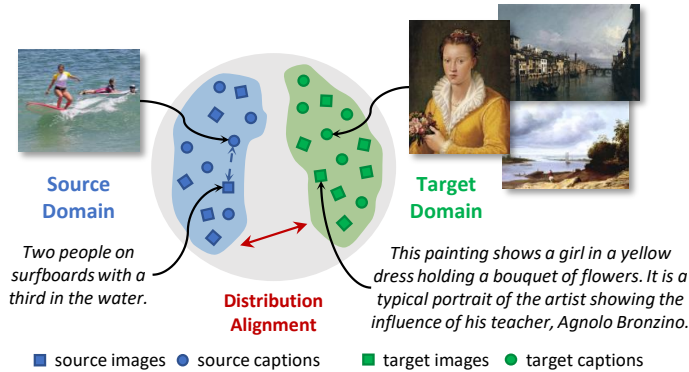 Source
Domain
Two people on
surfboards with a
third in the water.
Distribution
Alignment
Target
Domain
This painting shows a girl in a yellow
dress holding a bouquet of flowers. It is a
typical portrait of the artist showing the
influence of his teacher, Agnolo Bronzino.
source images source captions target images target captions